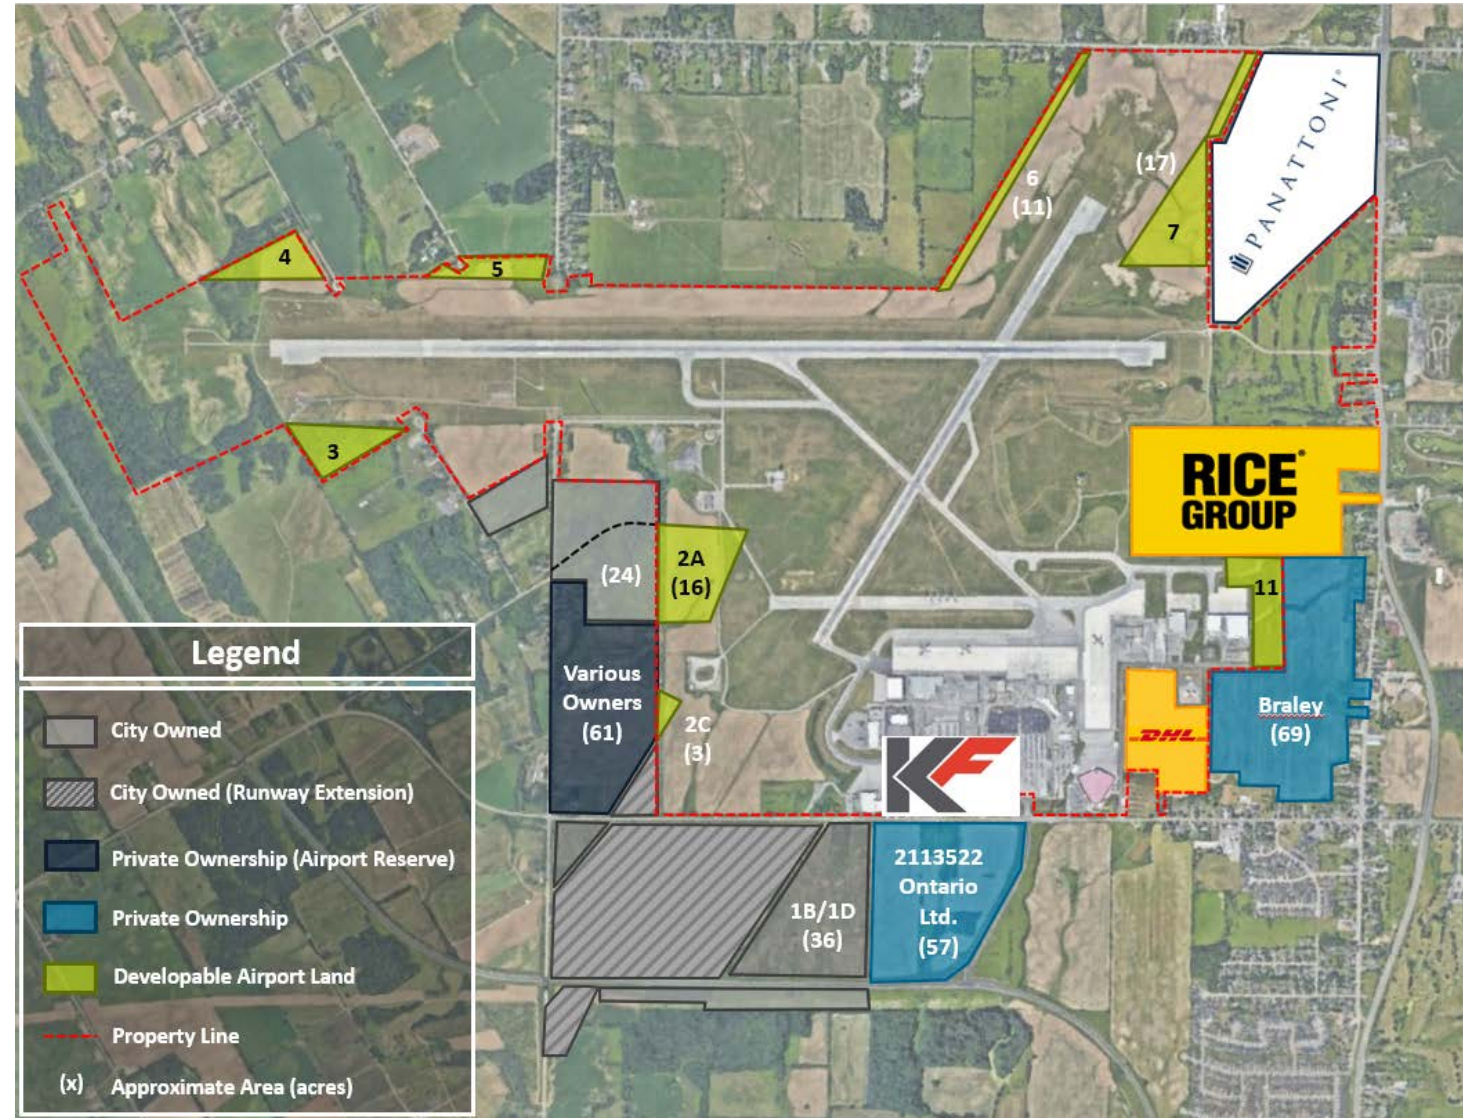 PANATTONI®
6
(11)
(17)
7
4
5
3
RICE®
GROUP
(24)
2A
(16)
11
Various
Owners
(61)
2C
(3)
Braley
(69)
DHL
KF
2113522
Ontario
Ltd.
(57)
1B/1D
(36)
Legend
City Owned
City Owned (Runway Extension)
Private Ownership (Airport Reserve)
Private Ownership
Developable Airport Land
Property Line
(x) Approximate Area (acres)